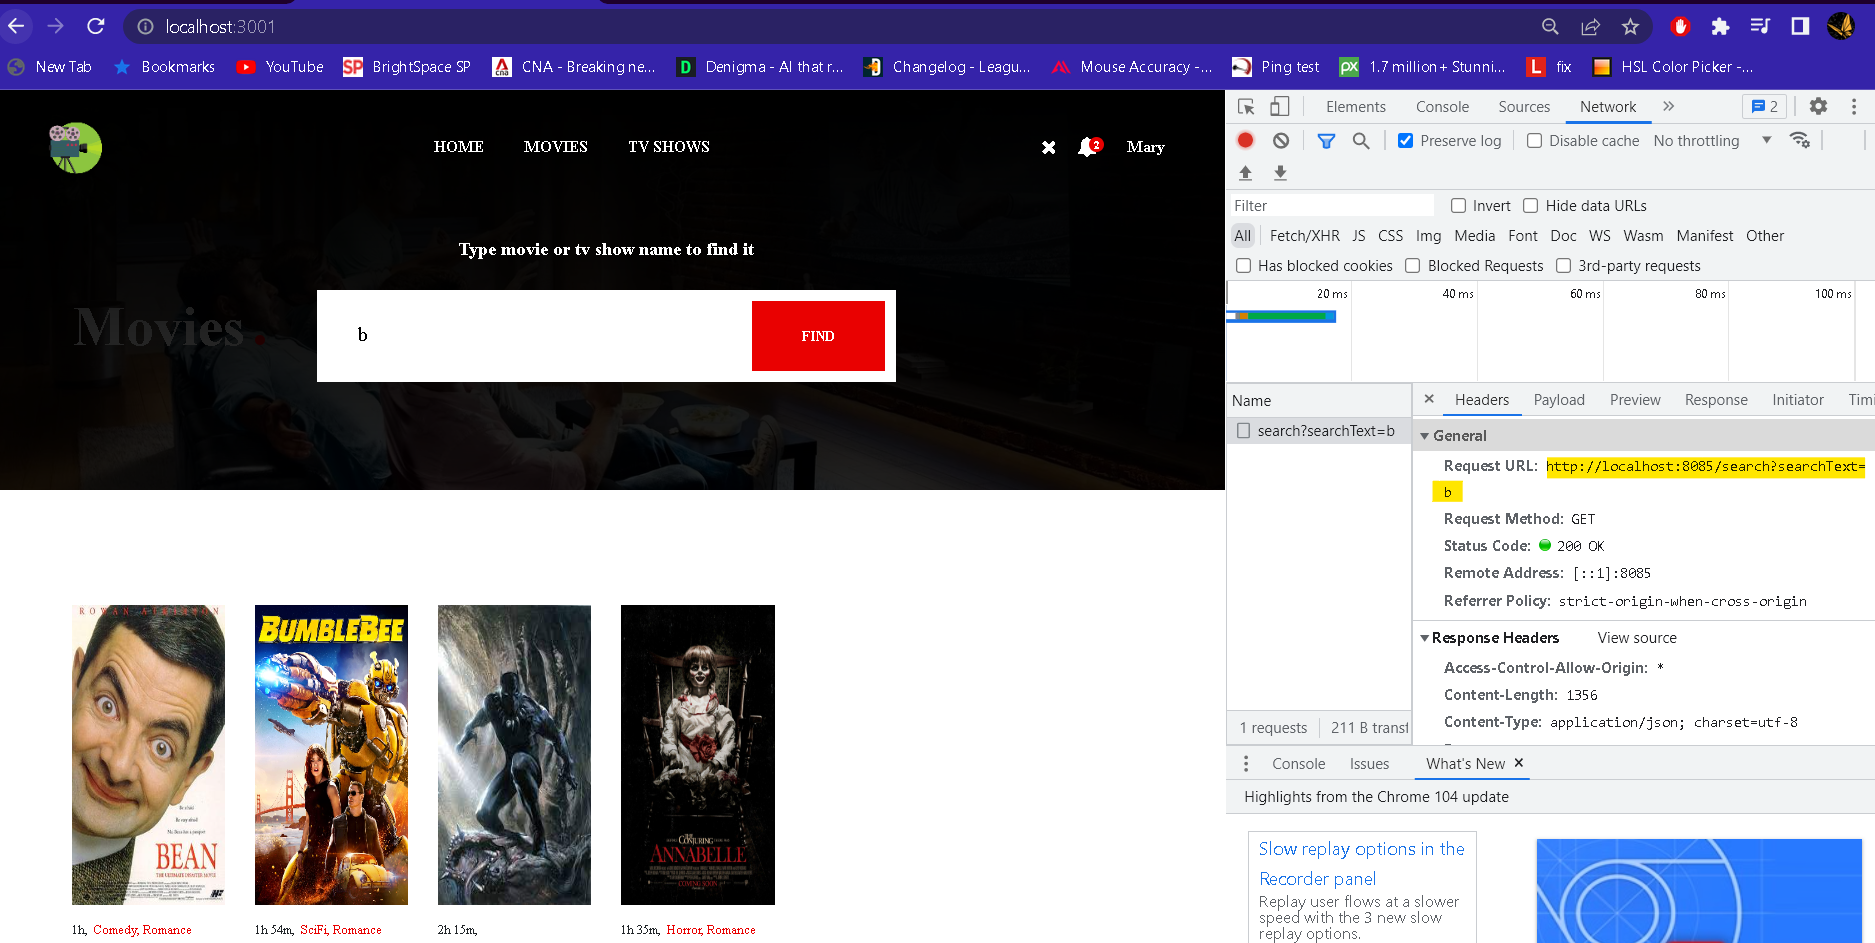 localhost:3001
New Tab Bookmarks YouTube BrightSpace SP CNA - Breaking ne... Denigma - AI that r... Changelog - Leagu... Mouse Accuracy -... Ping test 1.7 million+ Stunni... fix HSL Color Picker -...
HOME MOVIES TV SHOWS 2 Mary
Type movie or tv show name to find it
Movies .
b FIND
ROWAN ATKINSON
BEAN
THE ULTIMATE DISASTER MOVIE
BUMBLEBEE
THE CONJURING
ANNABELLE
COMING SOON
1h, Comedy, Romance
1h 54m, SciFi, Romance
2h 15m,
1h 35m, Horror, Romance
Elements Console Sources Network 2
Preserve log Disable cache No throttling
Filter Invert Hide data URLs
All Fetch/XHR JS CSS Img Media Font Doc WS Wasm Manifest Other
Has blocked cookies Blocked Requests 3rd-party requests
20 ms 40 ms 60 ms 80 ms 100 ms
Name
search?searchText=b
1 requests 211 B transf
Headers Payload Preview Response Initiator Timi
General
Request URL: http://localhost:8085/search?searchText=
b
Request Method: GET
Status Code: 200 OK
Remote Address: [::1]:8085
Referrer Policy: strict-origin-when-cross-origin
Response Headers View source
Access-Control-Allow-Origin: *
Content-Length: 1356
Content-Type: application/json; charset=utf-8
Console Issues What's New
Highlights from the Chrome 104 update
Slow replay options in the
Recorder panel
Replay user flows at a slower
speed with the 3 new slow
replay options.